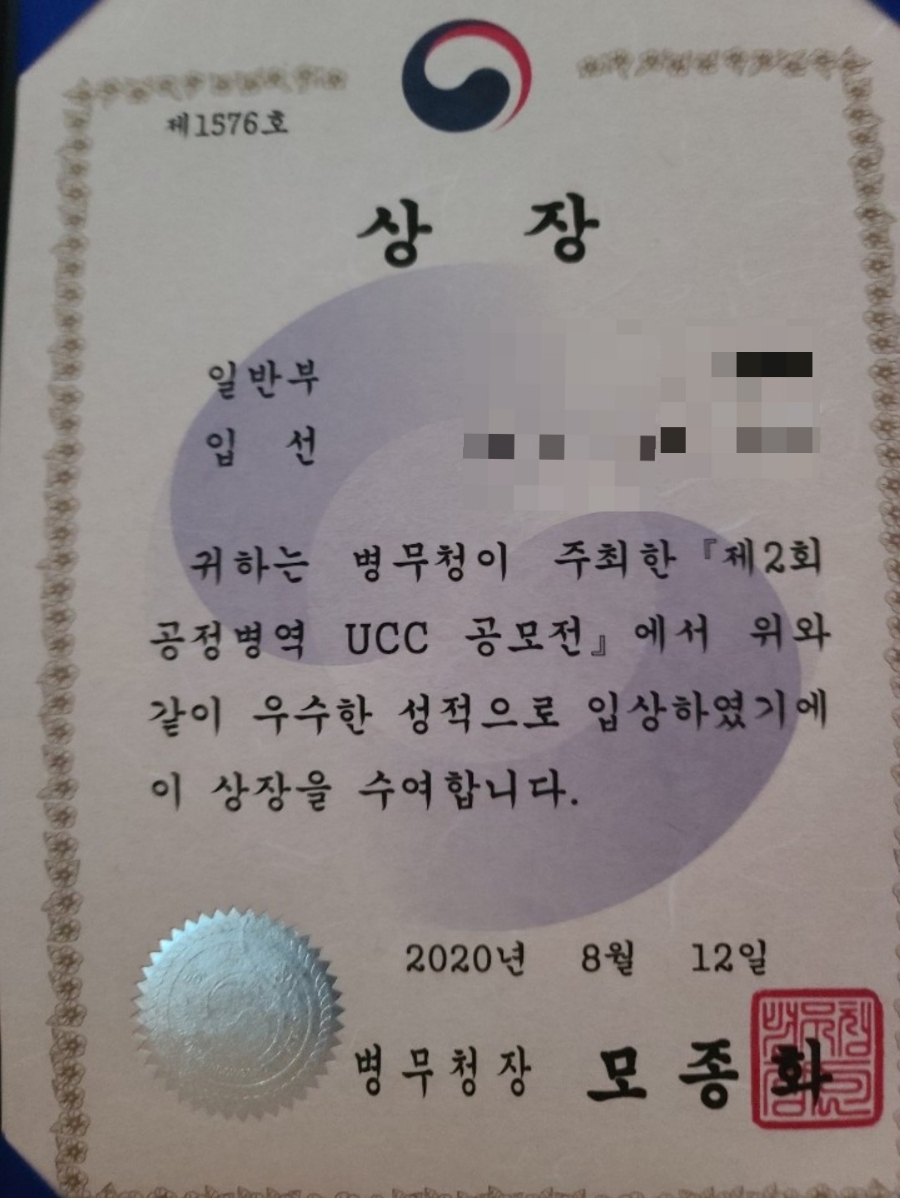 제1576호
상 장
일반부
입 선
귀하는 병무청이 주최한 『제2회
공정병역 UCC 공모전』에서 위와
같이 우수한 성적으로 입상하였기에
이 상장을 수여합니다.
2020년 8월 12일
병무청장 모종화